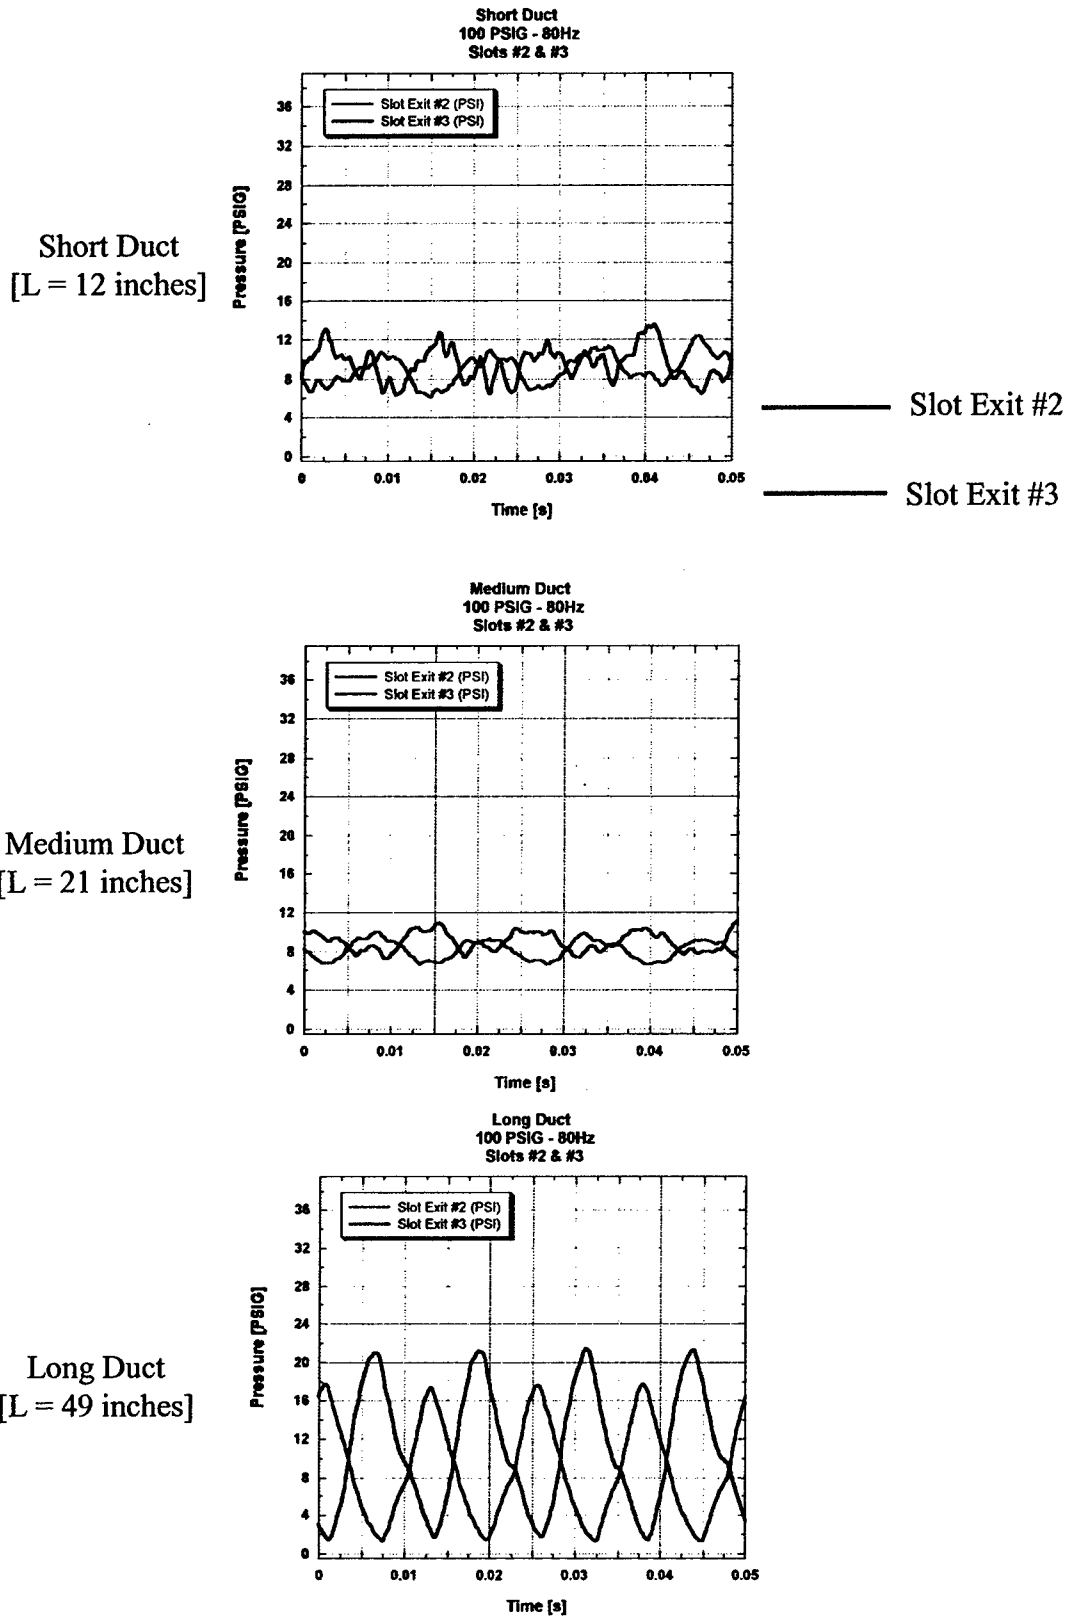 Short Duct
100 PSIG - 80Hz
Slots #2 & #3
Slot Exit #2 (PSI)
Slot Exit #3 (PSI)
36
32
28
24
20
16
12
8
4
0
Pressure [PSIG]
0 0.01 0.02 0.03 0.04 0.05
Time [s]
Short Duct
[L = 12 inches]
Slot Exit #2
Slot Exit #3
Medium Duct
100 PSIG - 80Hz
Slots #2 & #3
Slot Exit #2 (PSI)
Slot Exit #3 (PSI)
36
32
28
24
20
16
12
8
4
0
Pressure [PSIG]
0 0.01 0.02 0.03 0.04 0.05
Time [s]
Medium Duct
[L = 21 inches]
Long Duct
100 PSIG - 80Hz
Slots #2 & #3
Slot Exit #2 (PSI)
Slot Exit #3 (PSI)
36
32
28
24
20
16
12
8
4
0
Pressure [PSIG]
0 0.01 0.02 0.03 0.04 0.05
Time [s]
Long Duct
[L = 49 inches]